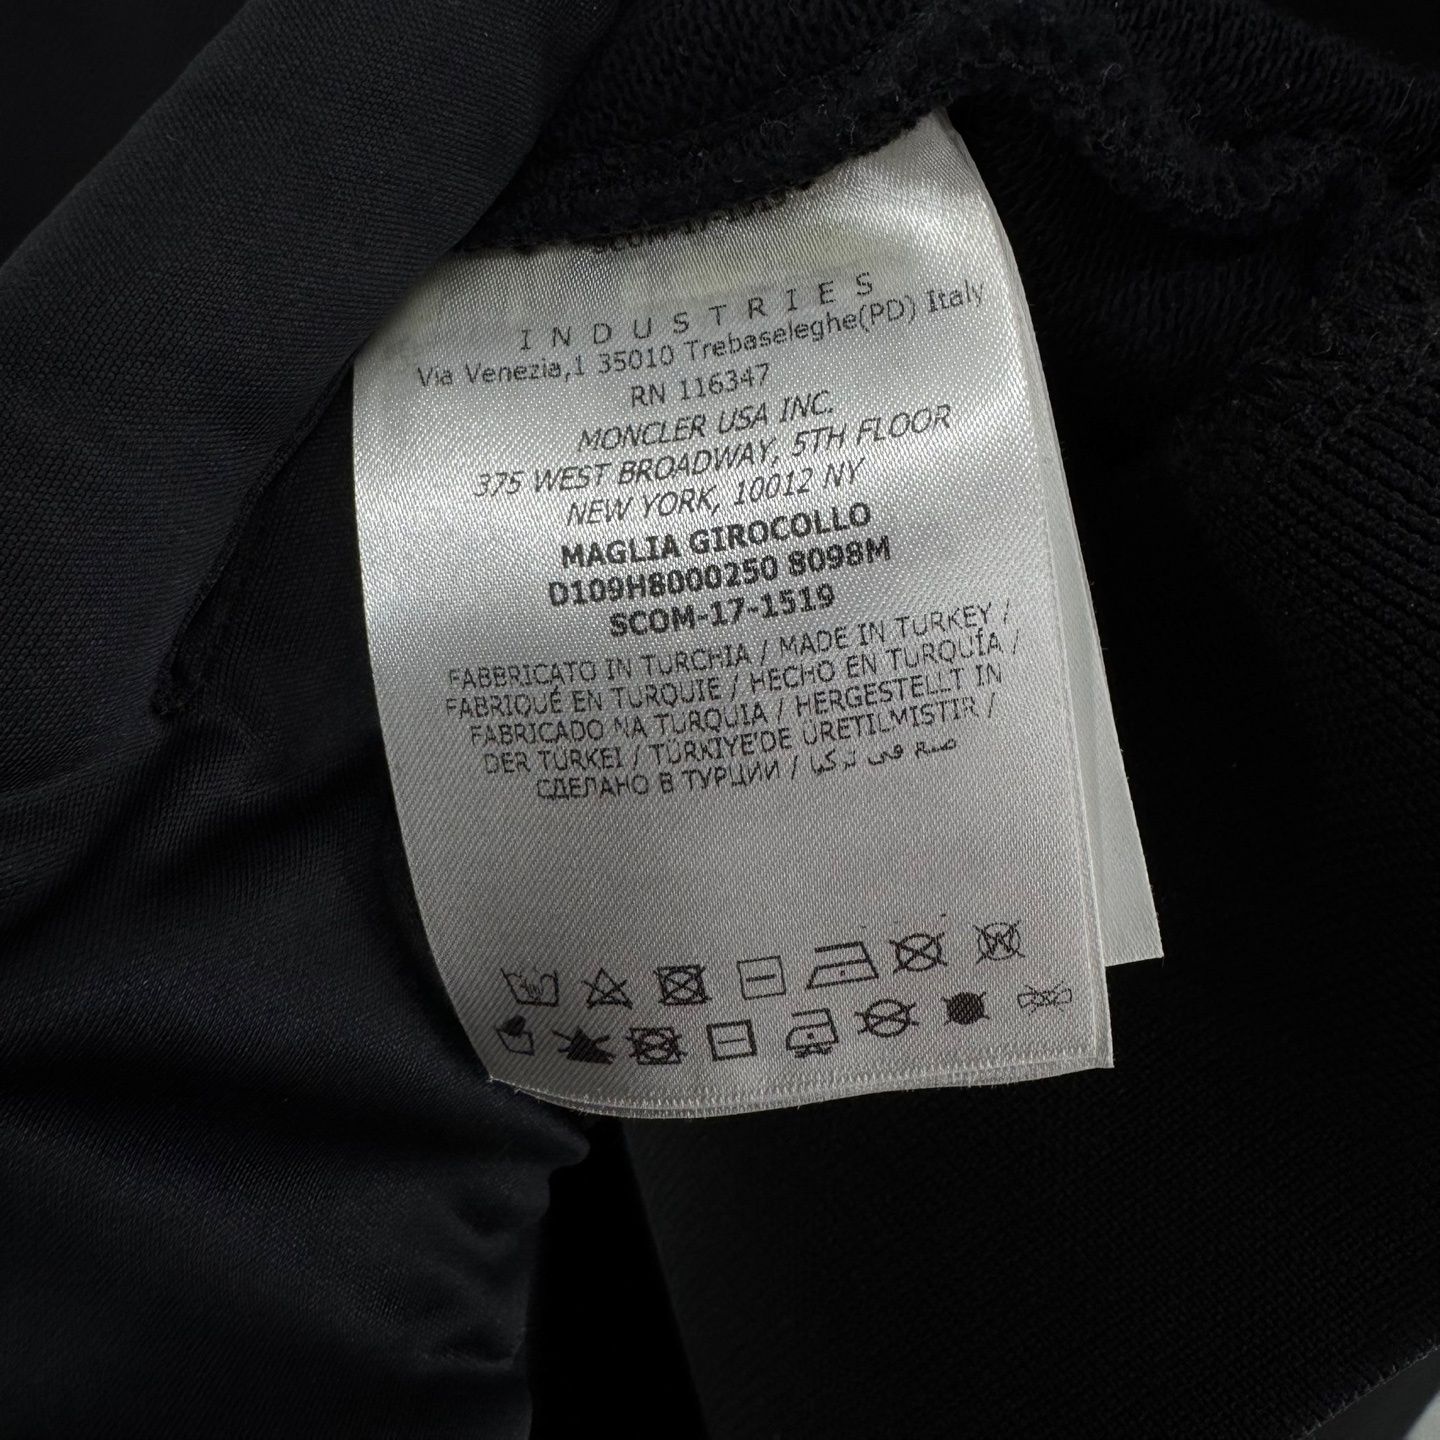 INDUSTRIES
Via Venezia,1 35010 Trebaseleghe(PD) Italy
RN 116347
MONCLER USA INC.
375 WEST BROADWAY, 5TH FLOOR
NEW YORK, 10012 NY
MAGLIA GIROCOLLO
D109H8000250 8098M
SCOM-17-1519
FABBRICATO IN TURCHIA / MADE IN TURKEY /
FABRIQUÉ EN TURQUIE / HECHO EN TURQUÍA /
FABRICADO NA TURQUIA / HERGESTELLT IN
DER TÜRKEI / TÜRKIYE'DE ÜRETILMISTIR /
СДЕЛАНО В ТУРЦИИ / صنع في تركيا